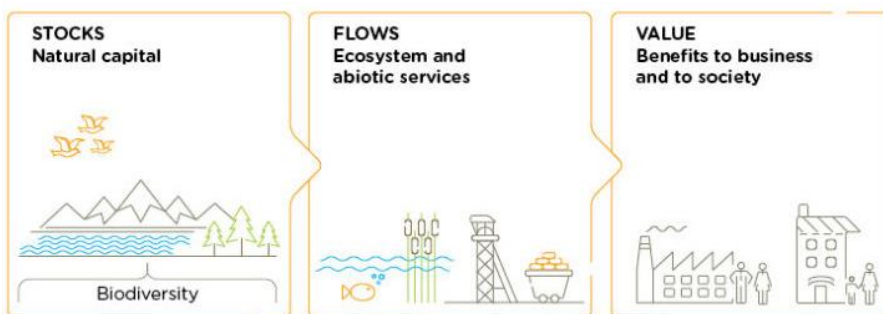 STOCKS
Natural capital
FLOWS
Ecosystem and
abiotic services
VALUE
Benefits to business
and to society
Biodiversity